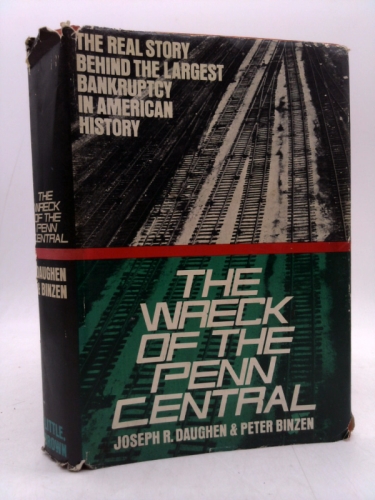 THE REAL STORY
BEHIND THE LARGEST
BANKRUPTCY
IN AMERICAN
HISTORY
THE
WRECK
OF THE
PENN
CENTRAL
JOSEPH R. DAUGHEN & PETER BINZEN
THE
WRECK
OF THE
PENN
CENTRAL
DAUGHEN
& BINZEN
LITTLE,
BROWN